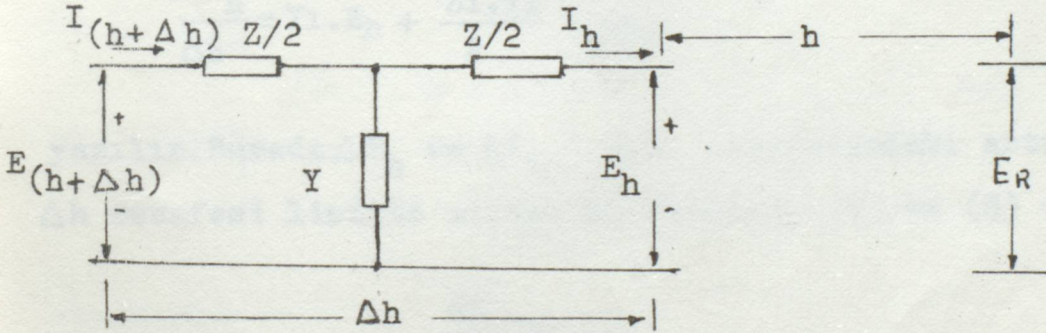 I(h+Δh) Z/2 Z/2 Ih h
+ +
E(h+Δh) Y Eh ER
- -
Δh